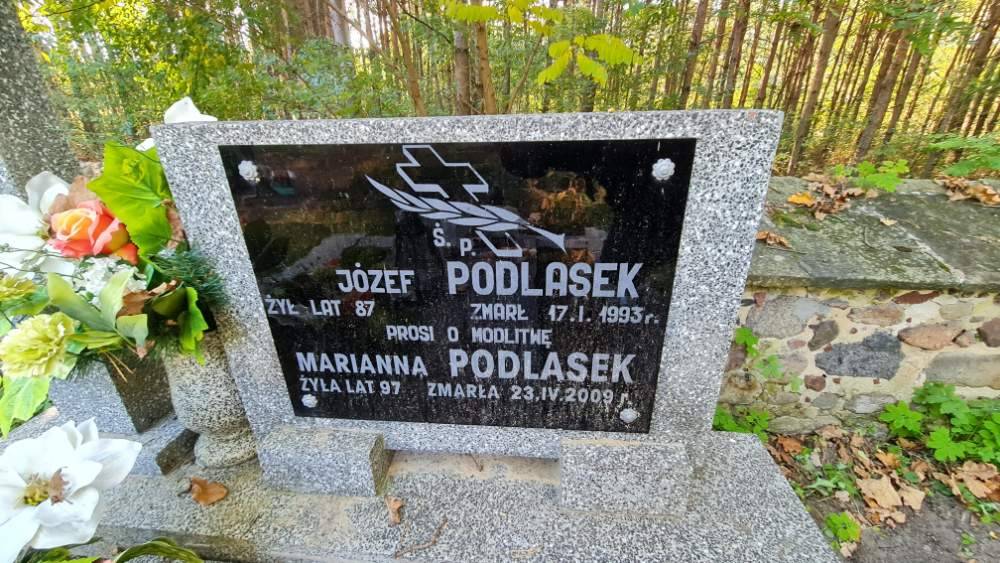 Ś. P.
JÓZEF PODLASEK
ŻYŁ LAT 87 ZMARŁ 17.I.1993 r.
PROSI O MODLITWĘ
MARIANNA PODLASEK
ŻYŁA LAT 97 ZMARŁA 23.IV.2009 r.